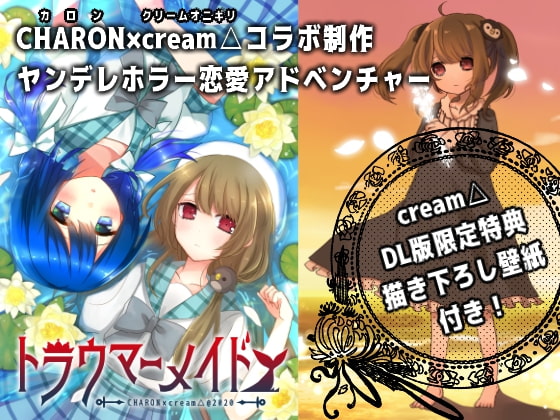 カロン クリームオニギリ
CHARON×cream△コラボ制作
ヤンデレホラー恋愛アドベンチャー
cream△
DL版限定特典
描き下ろし壁紙
付き！
トラウマーメイド
CHARON×cream△@2020